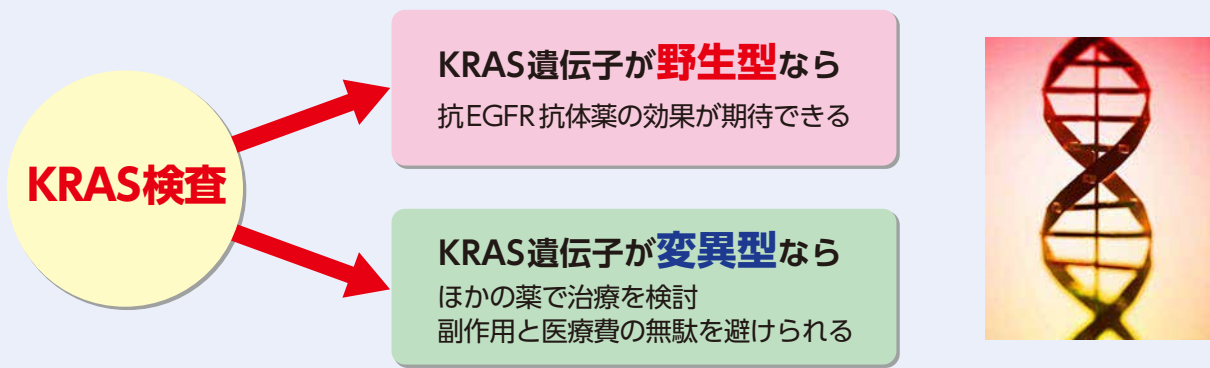 KRAS検査
KRAS遺伝子が野生型なら
抗EGFR抗体薬の効果が期待できる
KRAS遺伝子が変異型なら
ほかの薬で治療を検討
副作用と医療費の無駄を避けられる